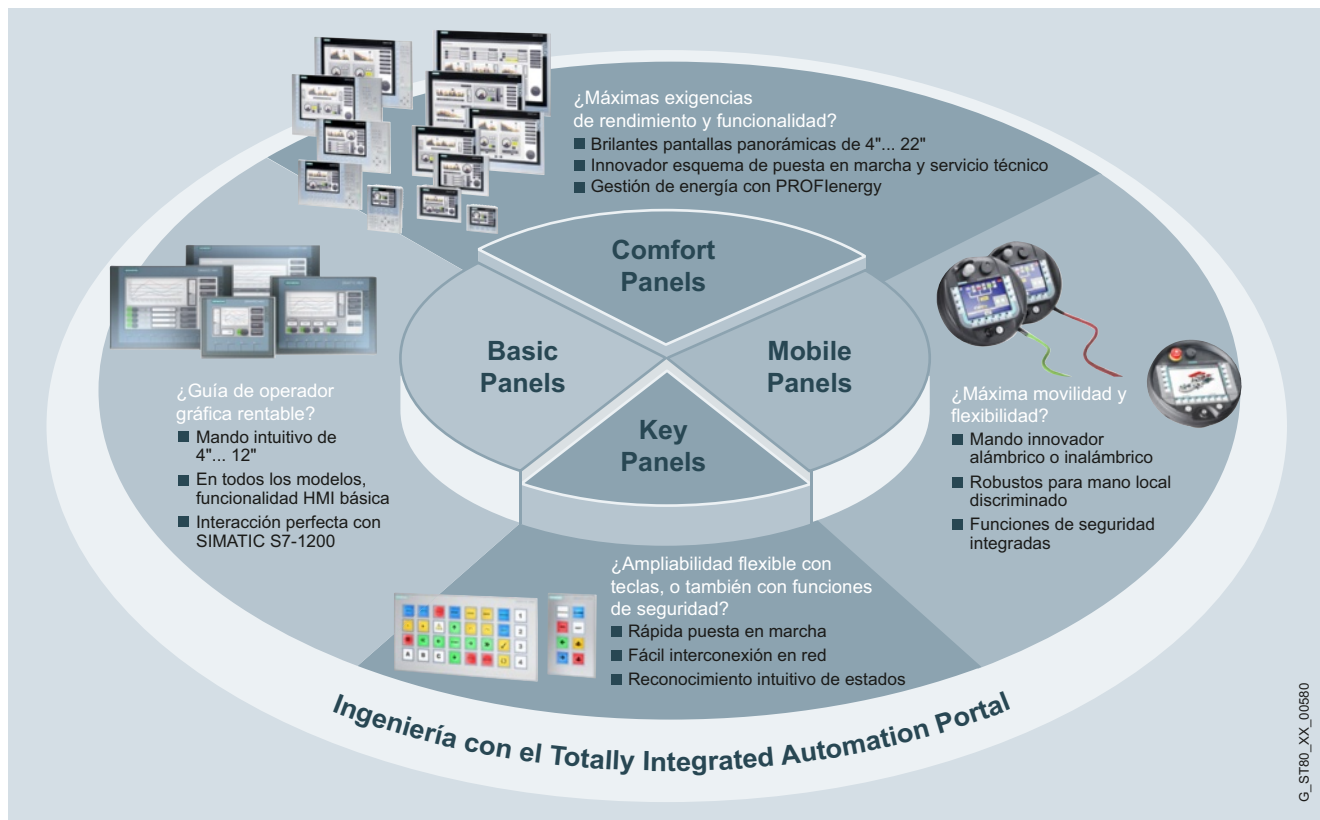 ¿Máximas exigencias
de rendimiento y funcionalidad?
Brilantes pantallas panorámicas de 4"... 22"
Innovador esquema de puesta en marcha y servicio técnico
Gestión de energía con PROFIenergy
Comfort
Panels
Basic
Panels
Mobile
Panels
Key
Panels
¿Guía de operador
gráfica rentable?
Mando intuitivo de
4"... 12"
En todos los modelos,
funcionalidad HMI básica
Interacción perfecta con
SIMATIC S7-1200
¿Máxima movilidad y
flexibilidad?
Mando innovador
alámbrico o inalámbrico
Robustos para mano local
discriminado
Funciones de seguridad
integradas
¿Ampliabilidad flexible con
teclas, o también con funciones
de seguridad?
Rápida puesta en marcha
Fácil interconexión en red
Reconocimiento intuitivo de estados
Ingeniería con el Totally Integrated Automation Portal
G_ST80_XX_00580